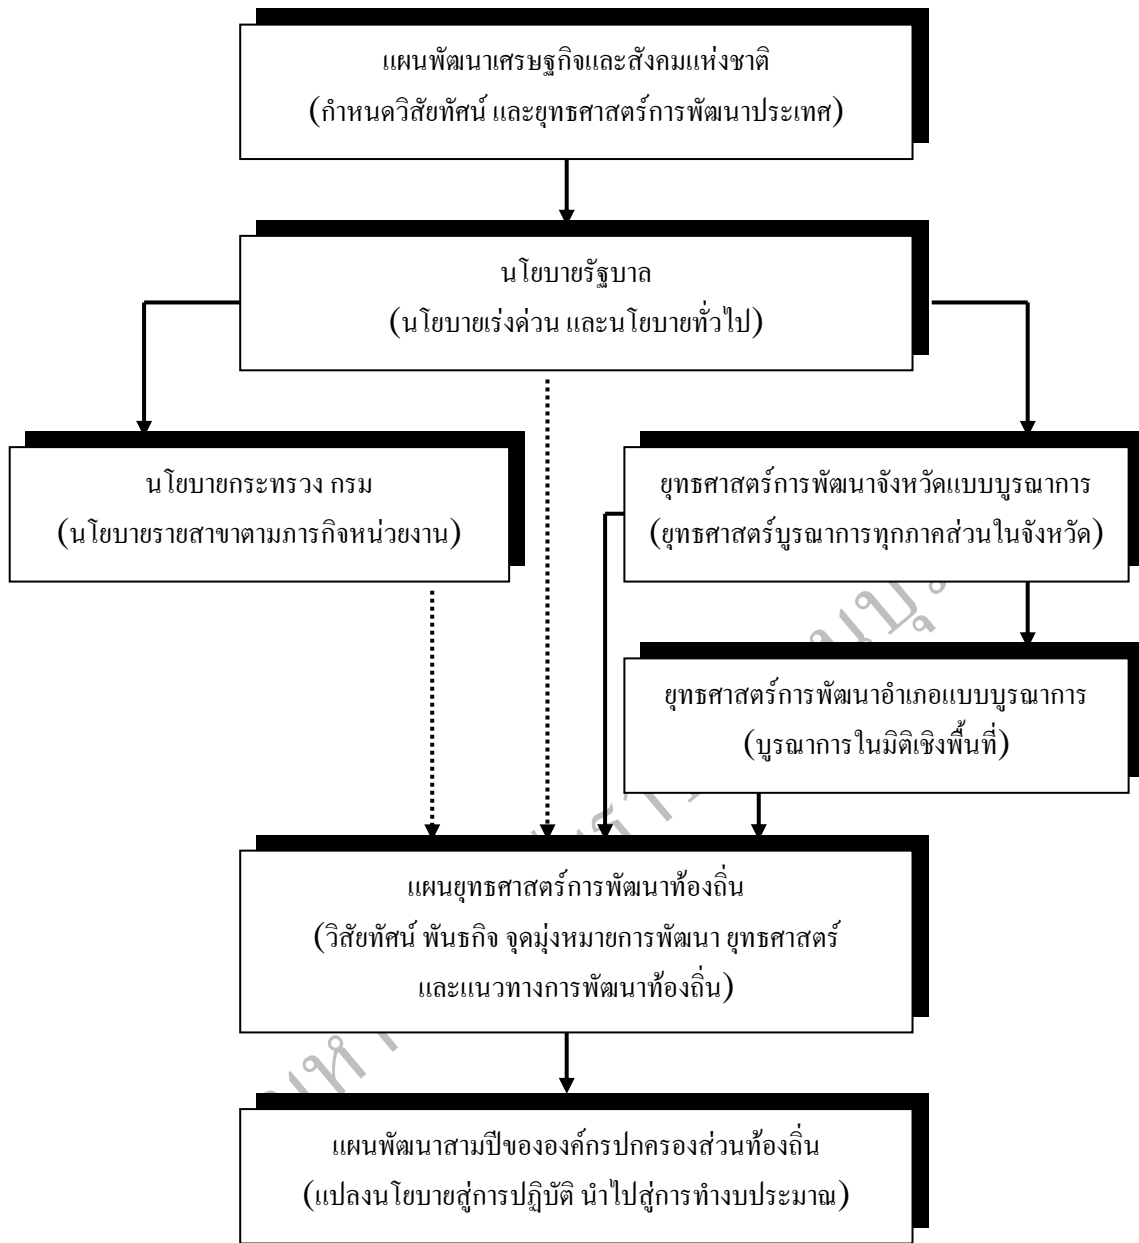 แผนพัฒนาเศรษฐกิจและสังคมแห่งชาติ
(กำหนดวิสัยทัศน์ และยุทธศาสตร์การพัฒนาประเทศ)
นโยบายรัฐบาล
(นโยบายเร่งด่วน และนโยบายทั่วไป)
นโยบายกระทรวง กรม
(นโยบายรายสาขาตามภารกิจหน่วยงาน)
ยุทธศาสตร์การพัฒนาจังหวัดแบบบูรณาการ
(ยุทธศาสตร์บูรณาการทุกภาคส่วนในจังหวัด)
ยุทธศาสตร์การพัฒนาอำเภอแบบบูรณาการ
(บูรณาการในมิติเชิงพื้นที่)
แผนยุทธศาสตร์การพัฒนาท้องถิ่น
(วิสัยทัศน์ พันธกิจ จุดมุ่งหมายการพัฒนา ยุทธศาสตร์
และแนวทางการพัฒนาท้องถิ่น)
แผนพัฒนาสามปีขององค์กรปกครองส่วนท้องถิ่น
(แปลงนโยบายสู่การปฏิบัติ นำไปสู่การทำงบประมาณ)